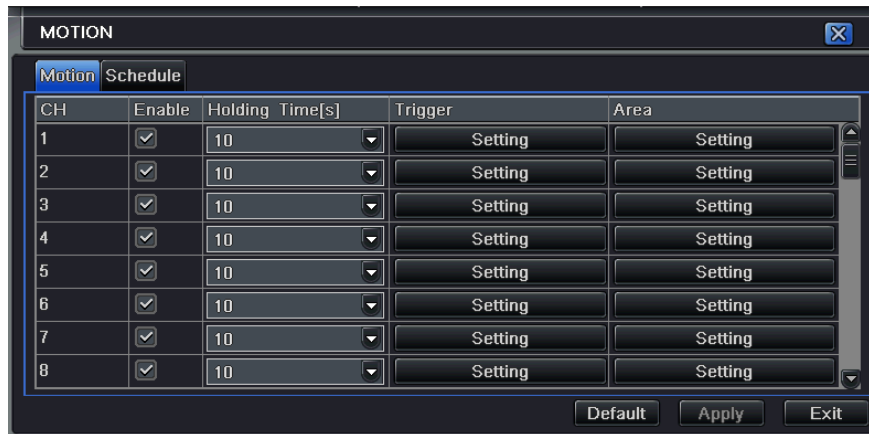 MOTION
Motion Schedule
CH Enable Holding Time[s] Trigger Area
1 10 Setting Setting
2 10 Setting Setting
3 10 Setting Setting
4 10 Setting Setting
5 10 Setting Setting
6 10 Setting Setting
7 10 Setting Setting
8 10 Setting Setting
Default Apply Exit